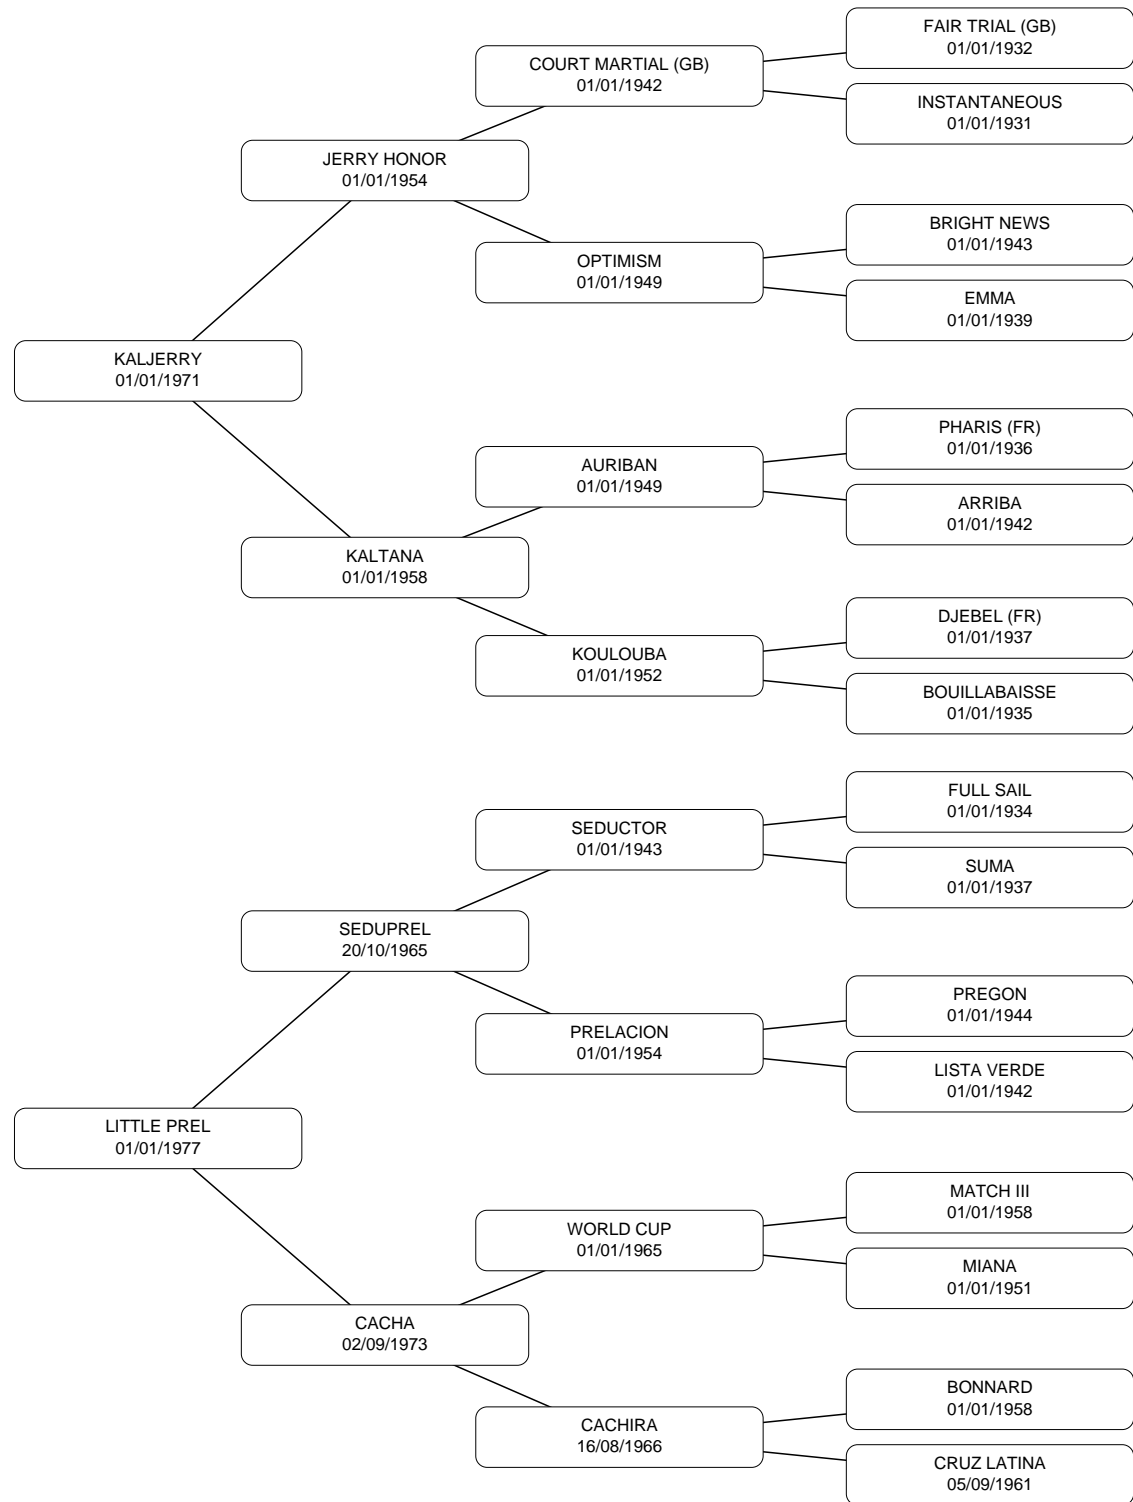 FAIR TRIAL (GB)
01/01/1932
COURT MARTIAL (GB)
01/01/1942
INSTANTANEOUS
01/01/1931
JERRY HONOR
01/01/1954
BRIGHT NEWS
01/01/1943
OPTIMISM
01/01/1949
EMMA
01/01/1939
KALJERRY
01/01/1971
PHARIS (FR)
01/01/1936
AURIBAN
01/01/1949
ARRIBA
01/01/1942
KALTANA
01/01/1958
DJEBEL (FR)
01/01/1937
KOULOUBA
01/01/1952
BOUILLABAISSE
01/01/1935
FULL SAIL
01/01/1934
SEDUCTOR
01/01/1943
SUMA
01/01/1937
SEDUPREL
20/10/1965
PREGON
01/01/1944
PRELACION
01/01/1954
LISTA VERDE
01/01/1942
LITTLE PREL
01/01/1977
MATCH III
01/01/1958
WORLD CUP
01/01/1965
MIANA
01/01/1951
CACHA
02/09/1973
BONNARD
01/01/1958
CACHIRA
16/08/1966
CRUZ LATINA
05/09/1961